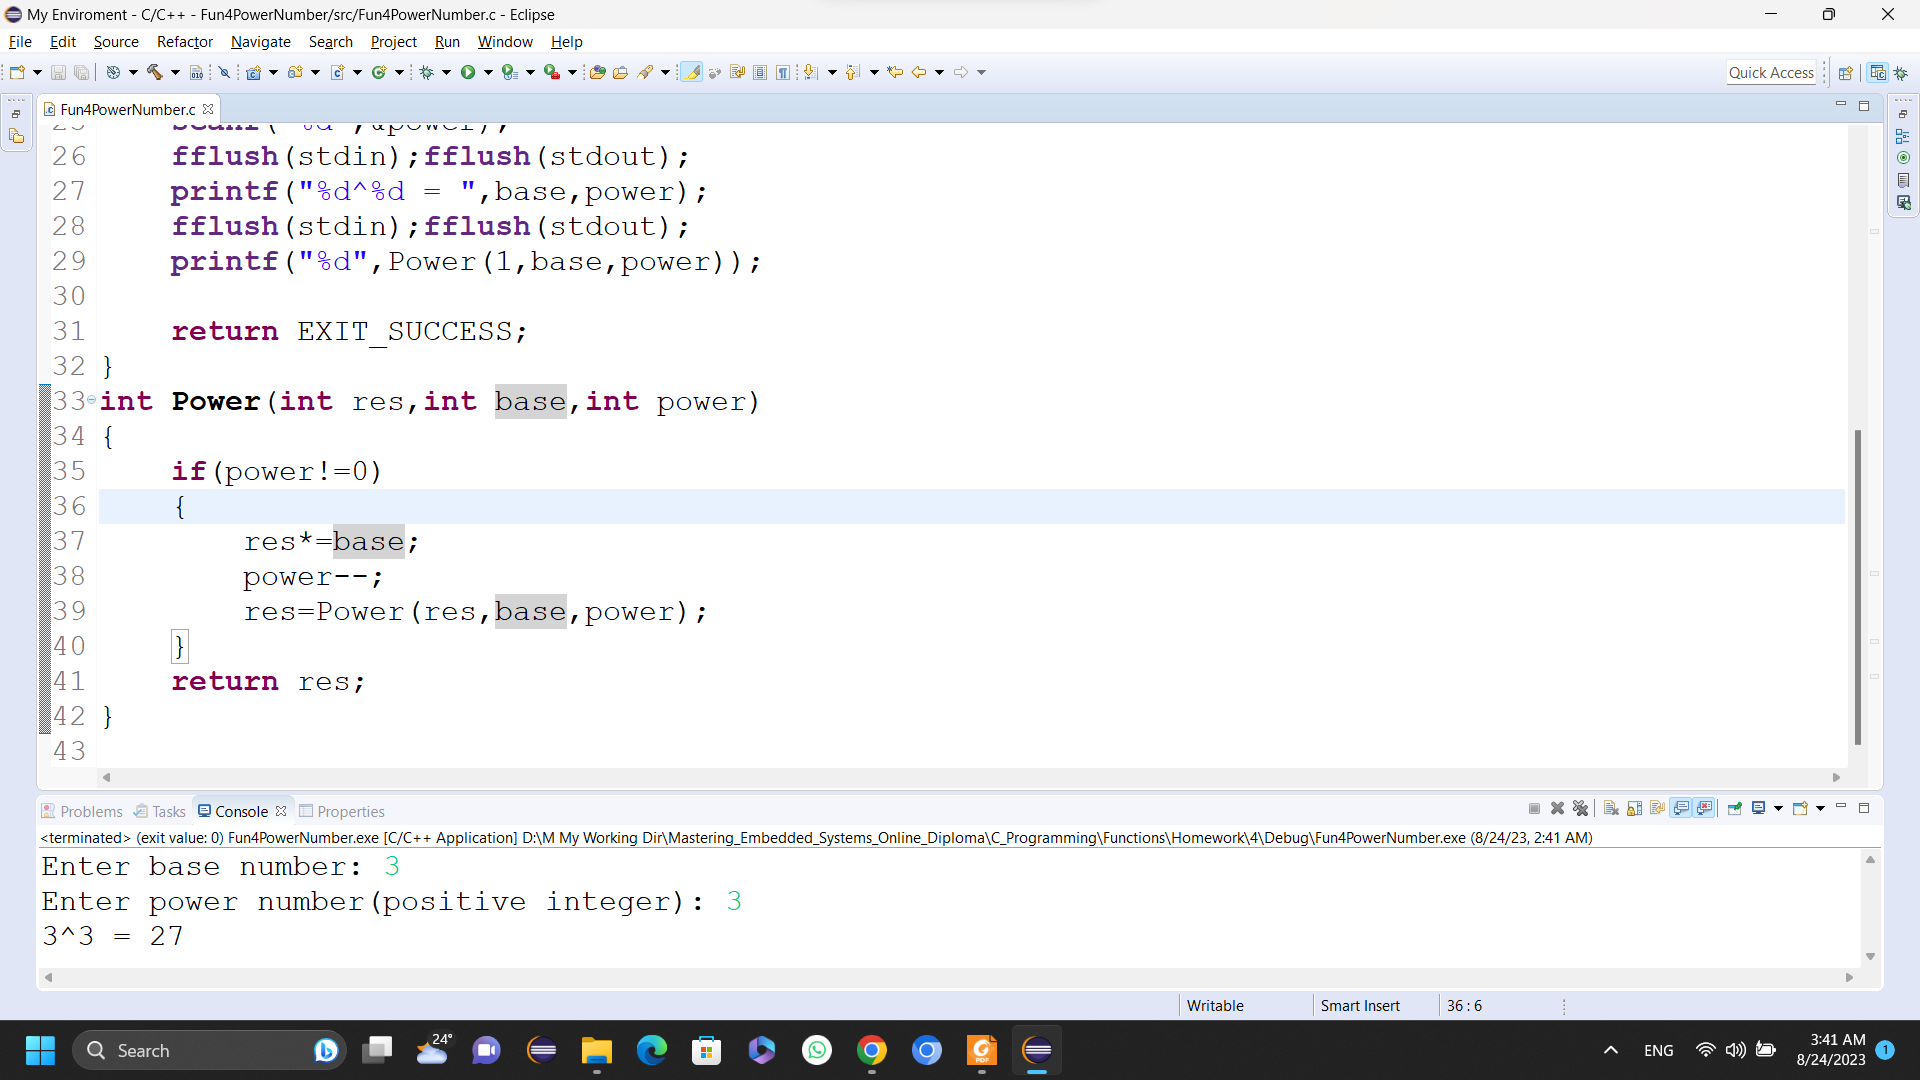 My Enviroment - C/C++ - Fun4PowerNumber/src/Fun4PowerNumber.c - Eclipse
File Edit Source Refactor Navigate Search Project Run Window Help
Quick Access
Fun4PowerNumber.c
25 scanf("%d",&power);
26 fflush(stdin);fflush(stdout);
27 printf("%d^%d = ",base,power);
28 fflush(stdin);fflush(stdout);
29 printf("%d",Power(1,base,power));
30
31 return EXIT_SUCCESS;
32 }
33 int Power(int res,int base,int power)
34 {
35 if(power!=0)
36 {
37 res*=base;
38 power--;
39 res=Power(res,base,power);
40 }
41 return res;
42 }
43
Problems Tasks Console Properties
<terminated> (exit value: 0) Fun4PowerNumber.exe [C/C++ Application] D:\M My Working Dir\Mastering_Embedded_Systems_Online_Diploma\C_Programming\Functions\Homework\4\Debug\Fun4PowerNumber.exe (8/24/23, 2:41 AM)
Enter base number: 3
Enter power number(positive integer): 3
3^3 = 27
Writable Smart Insert 36 : 6
Search 24° ENG 3:41 AM 1
8/24/2023